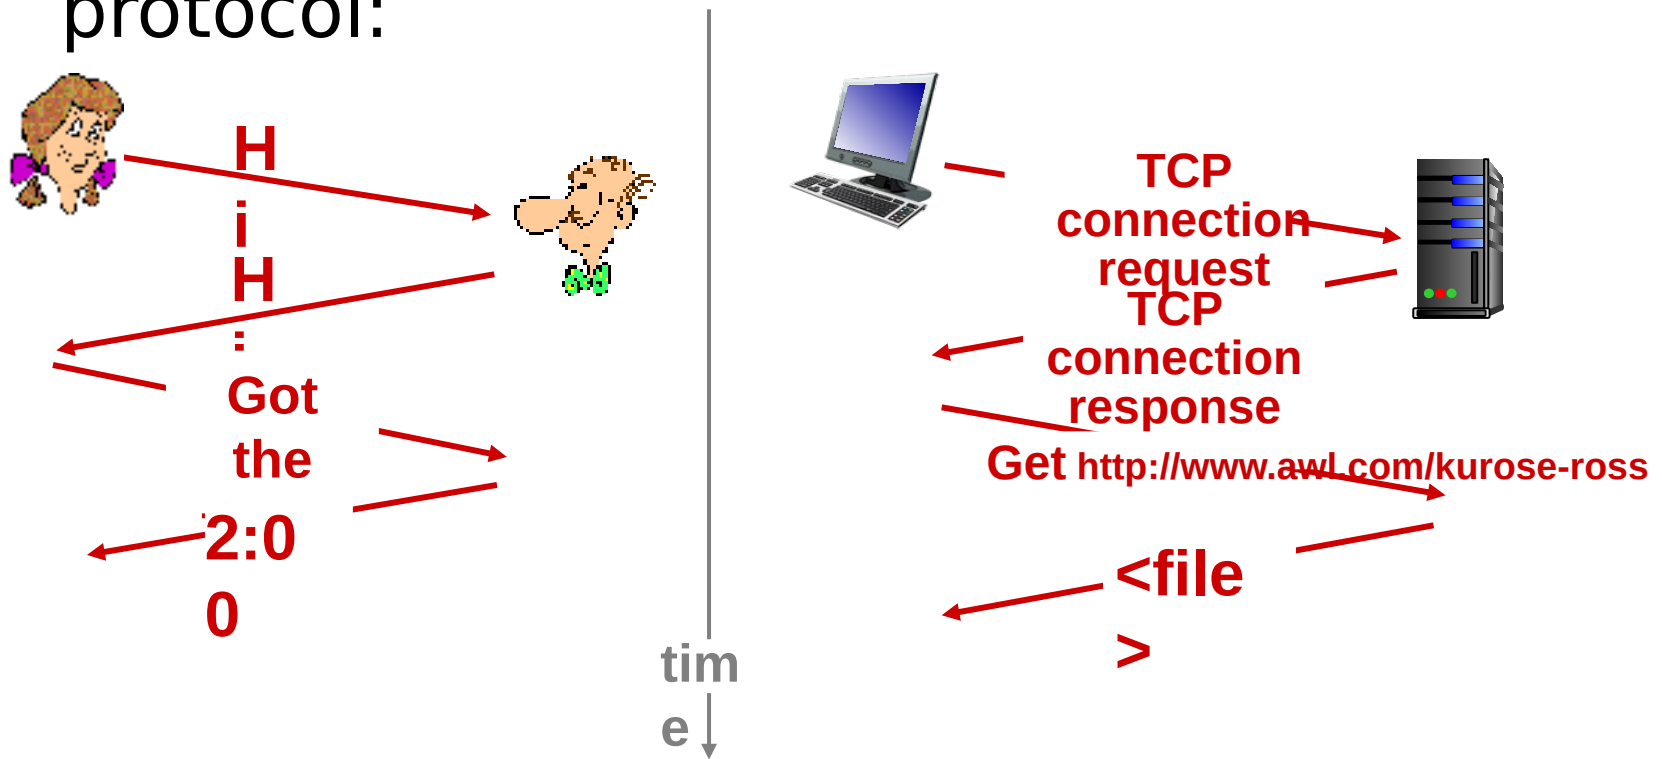 protocol:
H
i
H
Got
the
2:0
0
TCP
connection
request
TCP
connection
response
Get http://www.awl.com/kurose-ross
<file
>
tim
e